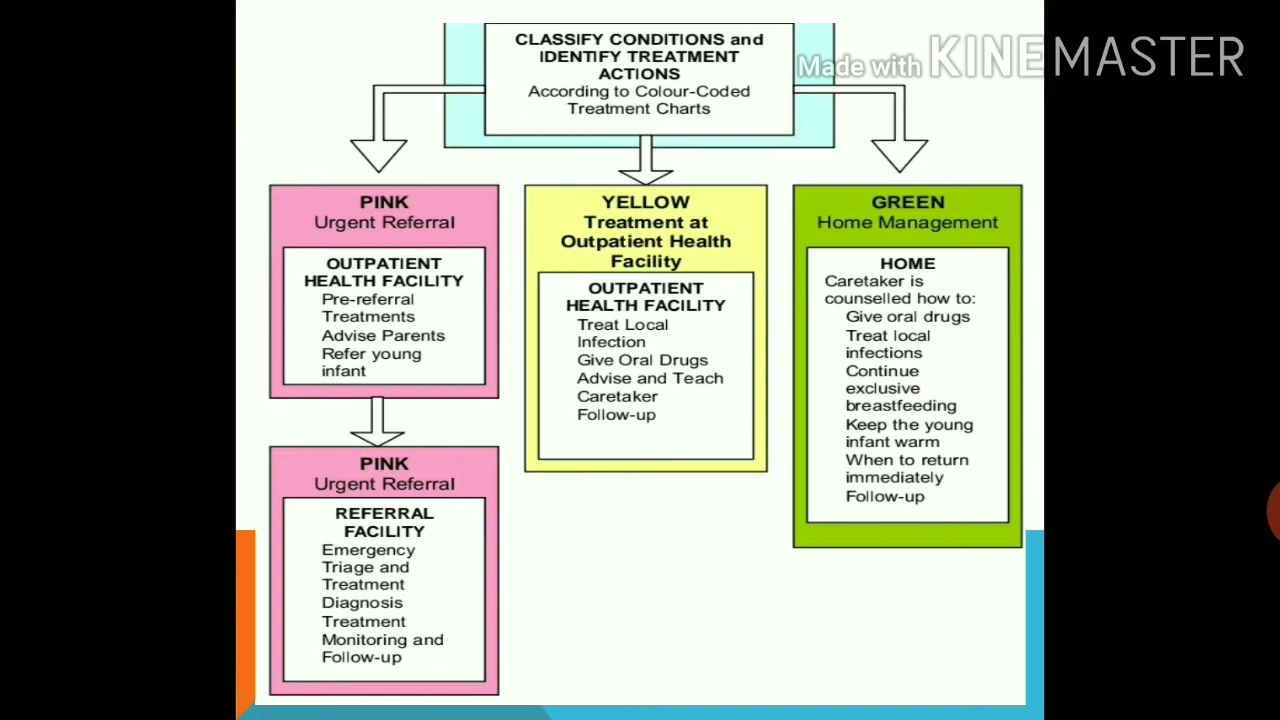 CLASSIFY CONDITIONS and
IDENTIFY TREATMENT
ACTIONS
According to Colour-Coded
Treatment Charts
Made with KINEMASTER
PINK
Urgent Referral
OUTPATIENT
HEALTH FACILITY
Pre-referral
Treatments
Advise Parents
Refer young
infant
PINK
Urgent Referral
REFERRAL
FACILITY
Emergency
Triage and
Treatment
Diagnosis
Treatment
Monitoring and
Follow-up
YELLOW
Treatment at
Outpatient Health
Facility
OUTPATIENT
HEALTH FACILITY
Treat Local
Infection
Give Oral Drugs
Advise and Teach
Caretaker
Follow-up
GREEN
Home Management
HOME
Caretaker is
counselled how to:
Give oral drugs
Treat local
infections
Continue
exclusive
breastfeeding
Keep the young
infant warm
When to return
immediately
Follow-up